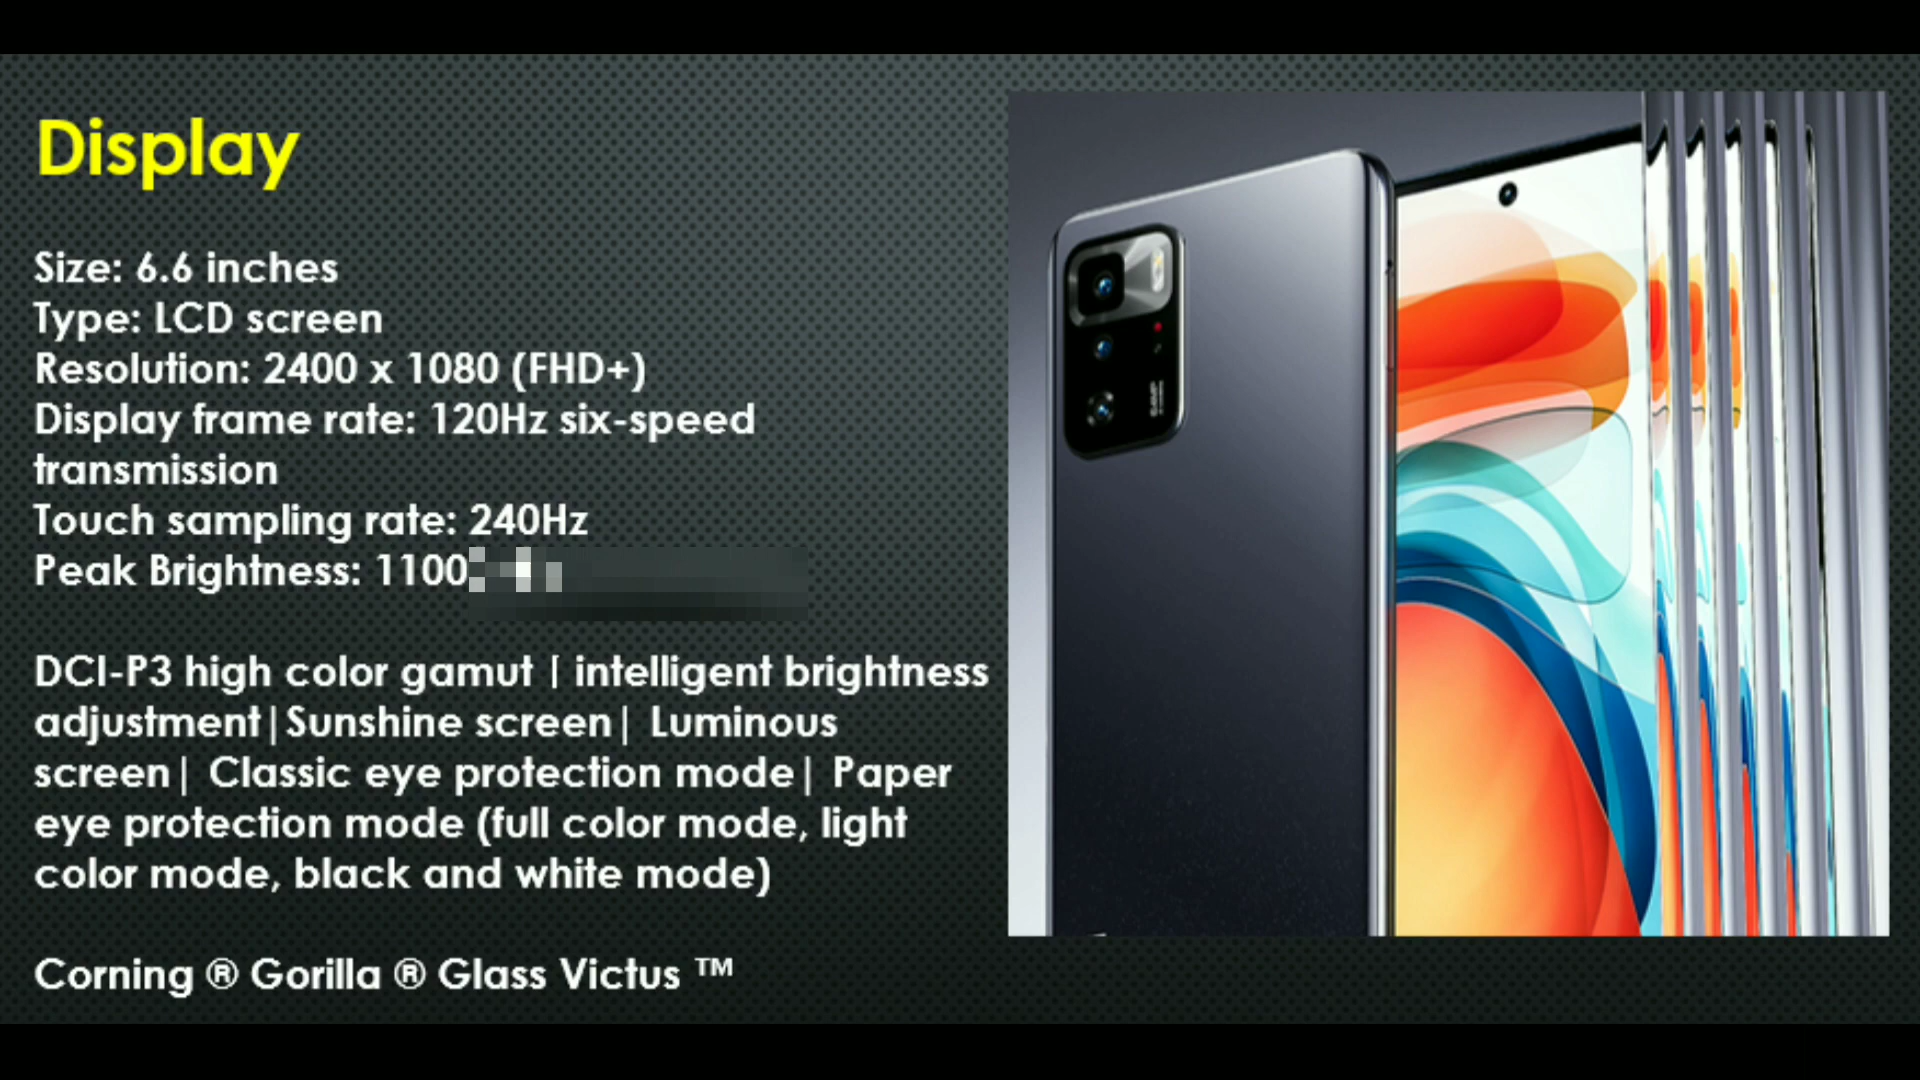 Display
Size: 6.6 inches
Type: LCD screen
Resolution: 2400 x 1080 (FHD+)
Display frame rate: 120Hz six-speed
transmission
Touch sampling rate: 240Hz
Peak Brightness: 1100
DCI-P3 high color gamut | intelligent brightness
adjustment|Sunshine screen| Luminous
screen| Classic eye protection mode| Paper
eye protection mode (full color mode, light
color mode, black and white mode)
Corning ® Gorilla ® Glass Victus ™